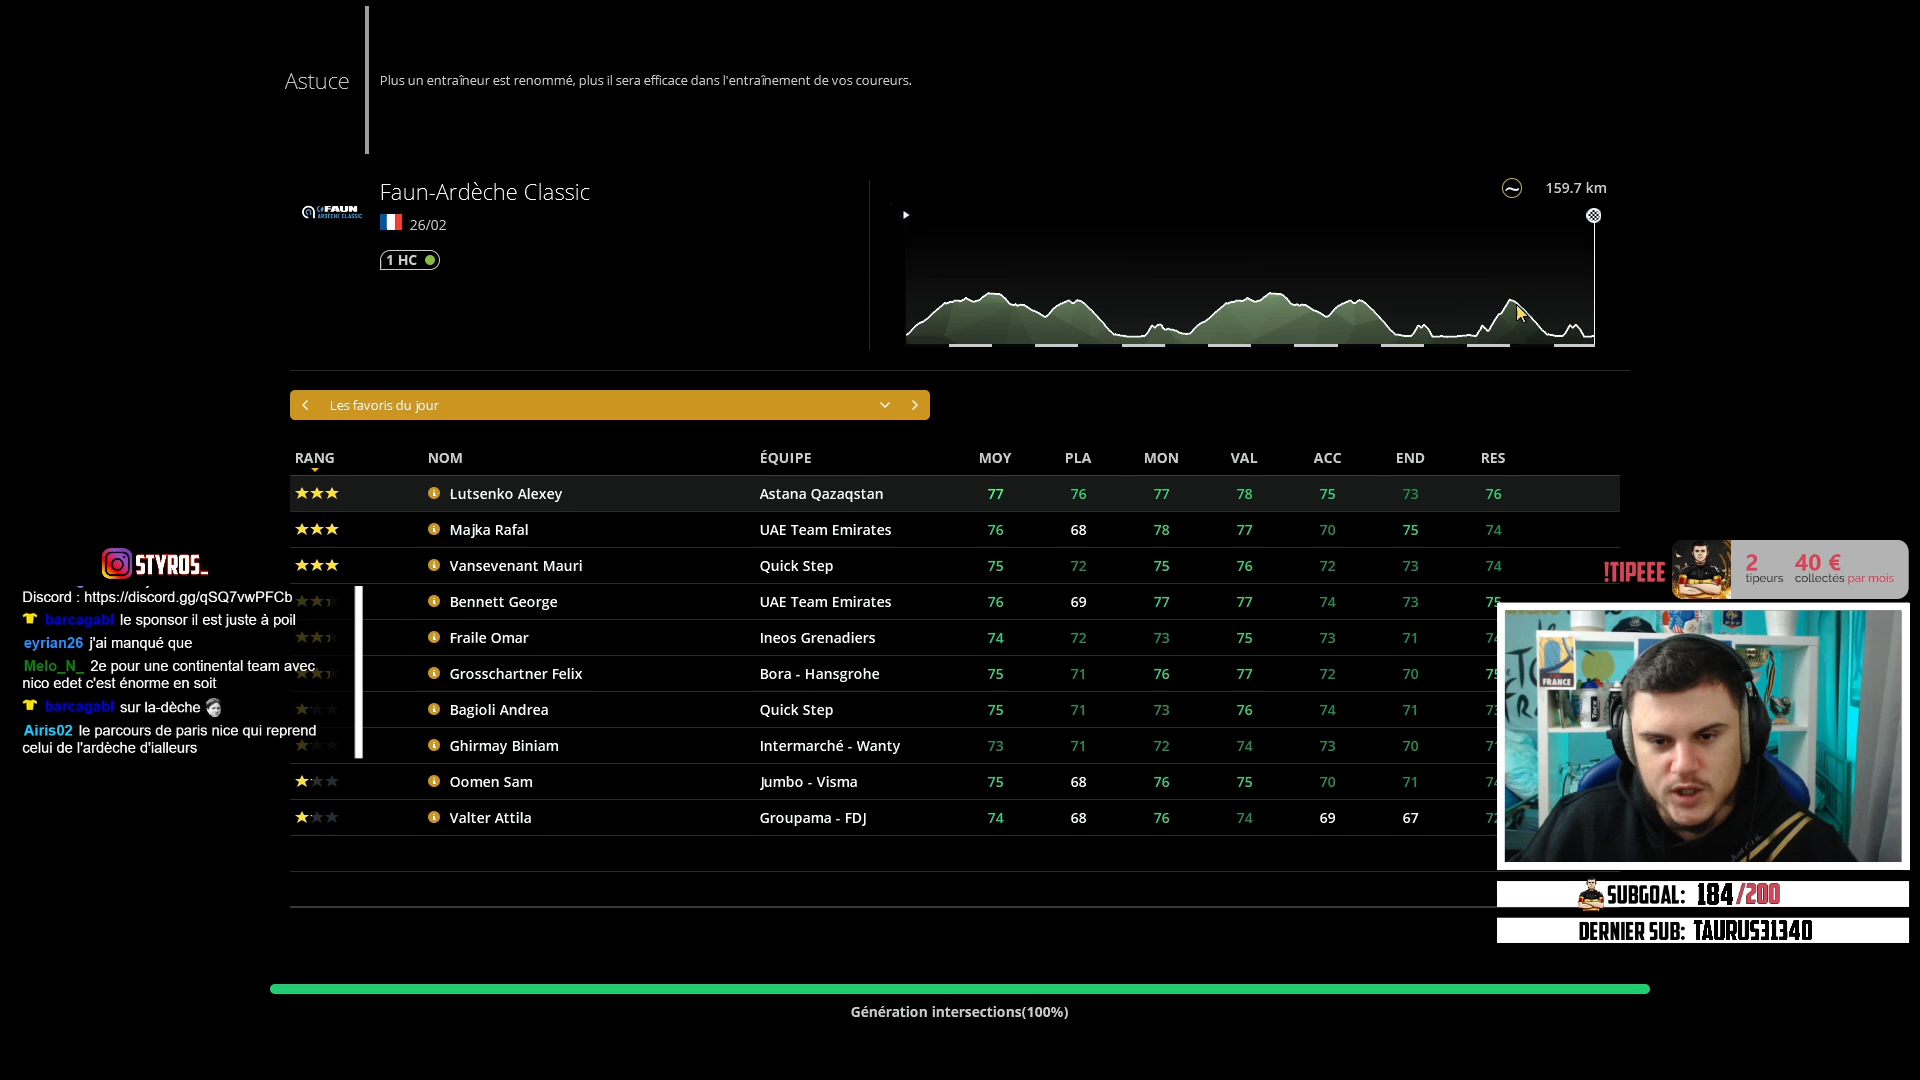 Astuce
Plus un entraîneur est renommé, plus il sera efficace dans l'entraînement de vos coureurs.
FAUN
ARDÈCHE CLASSIC
Faun-Ardèche Classic
26/02
1 HC
159.7 km
Les favoris du jour
RANG NOM ÉQUIPE MOY PLA MON VAL ACC END RES
Lutsenko Alexey Astana Qazaqstan 77 76 77 78 75 73 76
Majka Rafal UAE Team Emirates 76 68 78 77 70 75 74
Vansevenant Mauri Quick Step 75 72 75 76 72 73 74
Bennett George UAE Team Emirates 76 69 77 77 74 73 75
Fraile Omar Ineos Grenadiers 74 72 73 75 73 71
Grosschartner Felix Bora - Hansgrohe 75 71 76 77 72 70
Bagioli Andrea Quick Step 75 71 73 76 74 71
Ghirmay Biniam Intermarché - Wanty 73 71 72 74 73 70
Oomen Sam Jumbo - Visma 75 68 76 75 70 71
Valter Attila Groupama - FDJ 74 68 76 74 69 67
STYROS_
Discord : https://discord.gg/qSQ7vwPFCb
barcagabl le sponsor il est juste à poil
eyrian26 j'ai manqué que
Melo_N_ 2e pour une continental team avec
nico edet c'est énorme en soit
barcagabl sur la-dèche
Airis02 le parcours de paris nice qui reprend
celui de l'ardèche d'ialleurs
!TIPEEE
2 tipeurs
40 € collectés par mois
FRANCE
SUBGOAL: 184/200
DERNIER SUB: TAURUS31340
Génération intersections(100%)